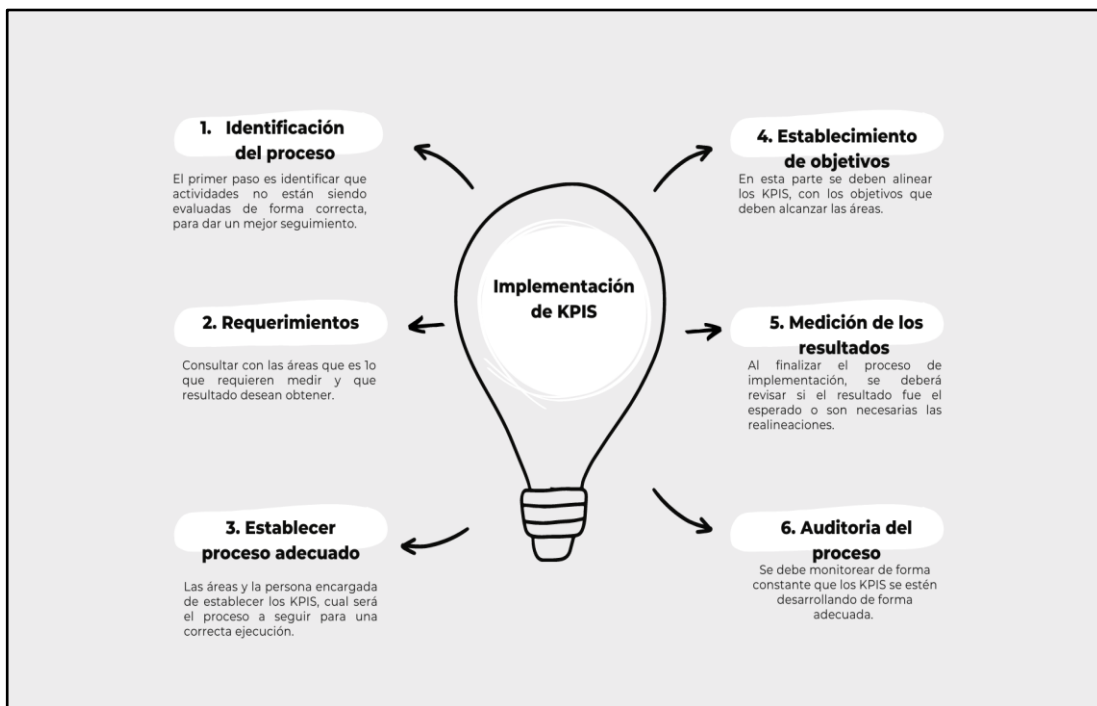 1. Identificación
del proceso
El primer paso es identificar que
actividades no están siendo
evaluadas de forma correcta,
para dar un mejor seguimiento.
2. Requerimientos
Consultar con las áreas que es lo
que requieren medir y que
resultado desean obtener.
3. Establecer
proceso adecuado
Las áreas y la persona encargada
de establecer los KPIS, cual será
el proceso a seguir para una
correcta ejecución.
Implementación
de KPIS
4. Establecimiento
de objetivos
En esta parte se deben alinear
los KPIS, con los objetivos que
deben alcanzar las áreas.
5. Medición de los
resultados
Al finalizar el proceso de
implementación, se deberá
revisar si el resultado fue el
esperado o son necesarias las
realineaciones.
6. Auditoria del
proceso
Se debe monitorear de forma
constante que los KPIS se estén
desarrollando de forma
adecuada.